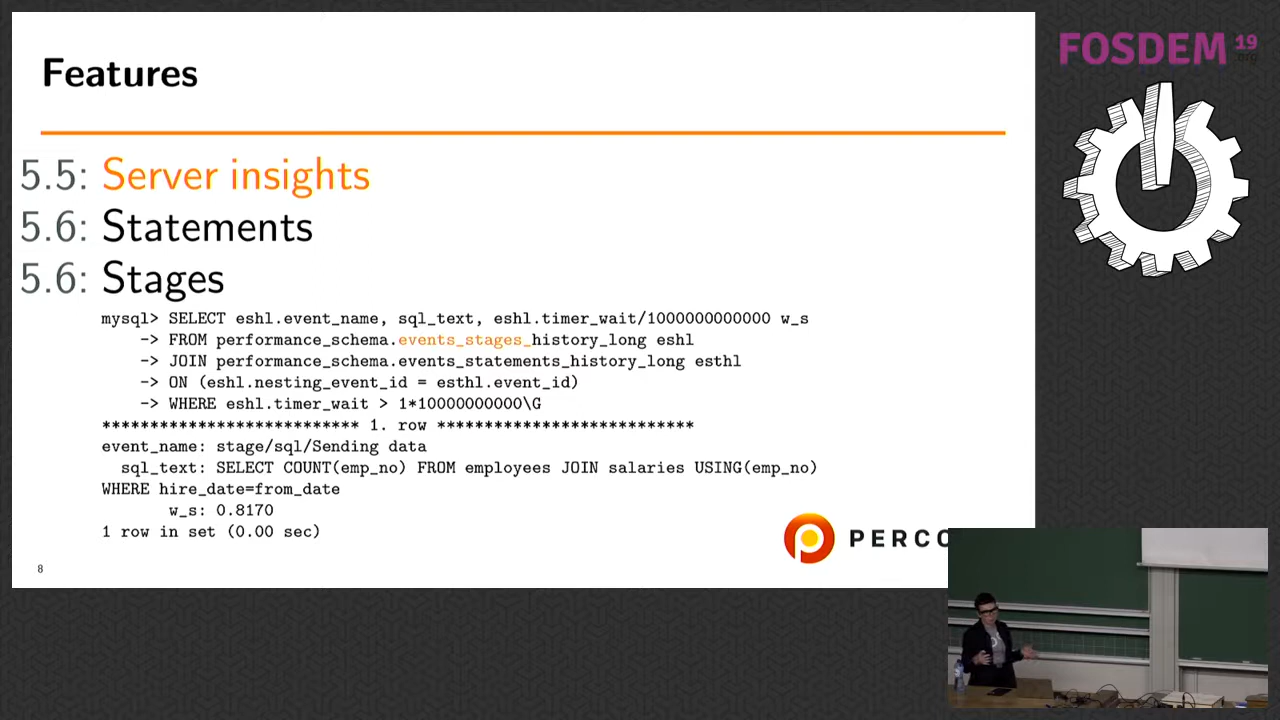 Features
5.5: Server insights
5.6: Statements
5.6: Stages
mysql> SELECT eshl.event_name, sql_text, eshl.timer_wait/1000000000000 w_s
-> FROM performance_schema.events_stages_history_long eshl
-> JOIN performance_schema.events_statements_history_long esthl
-> ON (eshl.nesting_event_id = esthl.event_id)
-> WHERE eshl.timer_wait > 1*10000000000\G
*************************** 1. row ***************************
event_name: stage/sql/Sending data
sql_text: SELECT COUNT(emp_no) FROM employees JOIN salaries USING(emp_no)
WHERE hire_date=from_date
w_s: 0.8170
1 row in set (0.00 sec)
PERCO
8
FOSDEM 19
.org